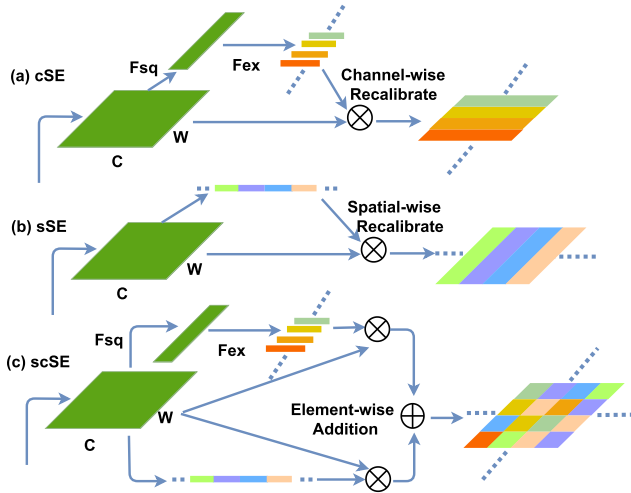 (a) cSE
Fsq
Fex
Channel-wise
Recalibrate
W
C
(b) sSE
Spatial-wise
Recalibrate
W
C
(c) scSE
Fsq
Fex
W
C
Element-wise
Addition